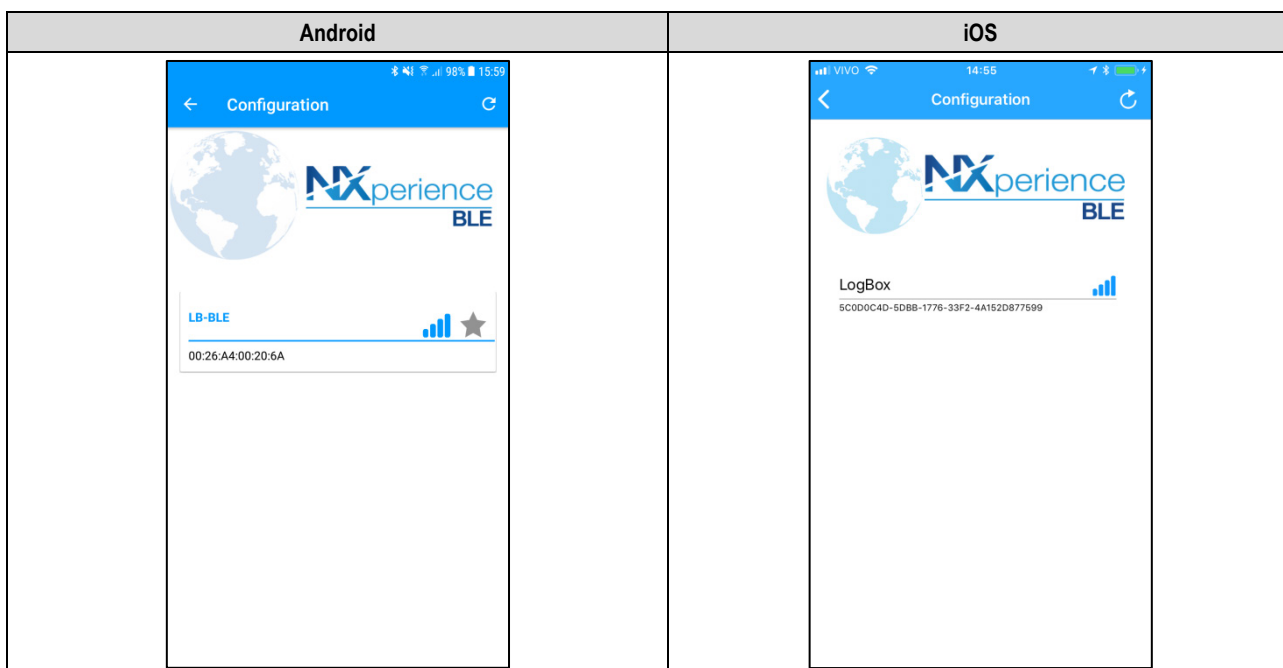 Android
iOS
98% 15:59
Configuration
NXperience
BLE
LB-BLE
00:26:A4:00:20:6A
VIVO 14:55
Configuration
NXperience
BLE
LogBox
5C0D0C4D-5DBB-1776-33F2-4A152D877599